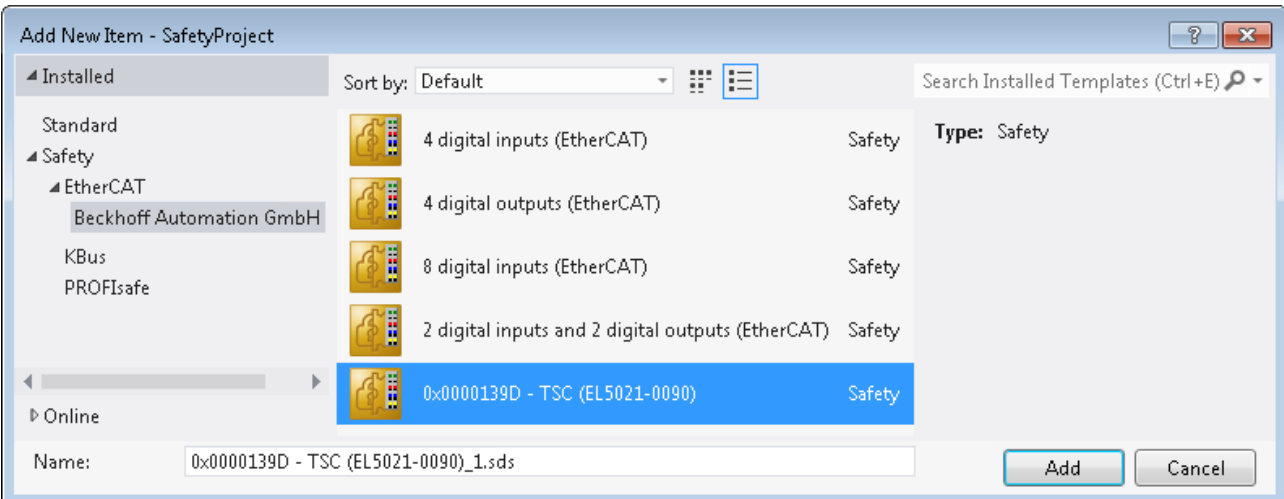 Add New Item - SafetyProject
Installed
Sort by: Default
Search Installed Templates (Ctrl+E)
Standard
Safety
EtherCAT
Beckhoff Automation GmbH
KBus
PROFIsafe
Online
4 digital inputs (EtherCAT) Safety
4 digital outputs (EtherCAT) Safety
8 digital inputs (EtherCAT) Safety
2 digital inputs and 2 digital outputs (EtherCAT) Safety
0x0000139D - TSC (EL5021-0090) Safety
Type: Safety
Name: 0x0000139D - TSC (EL5021-0090)_1.sds
Add
Cancel